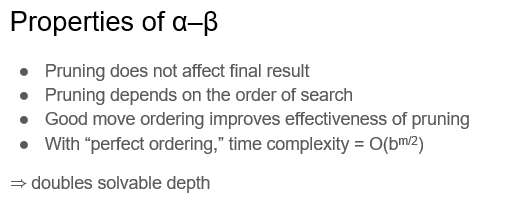 Properties of α–β
● Pruning does not affect final result
● Pruning depends on the order of search
● Good move ordering improves effectiveness of pruning
● With “perfect ordering,” time complexity = O(b^m/2)
⇒ doubles solvable depth